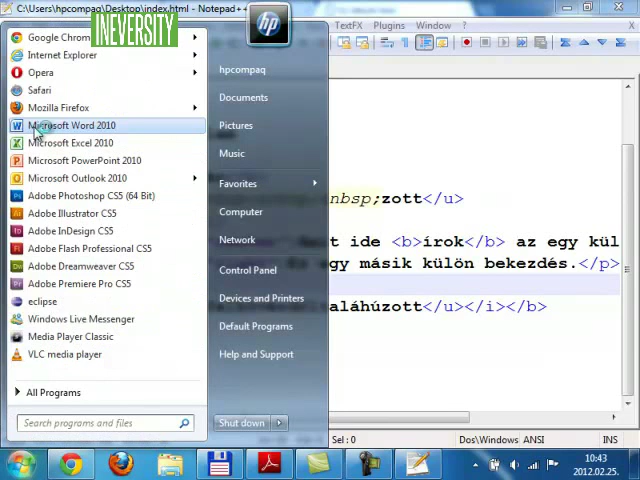 C:\Users\hpcompaq\Desktop\index.html - Notepad++
INEVERSITY
hp
TextFX Plugins Window ?
Google Chrom
Internet Explorer
Opera
Safari
Mozilla Firefox
Microsoft Word 2010
Microsoft Excel 2010
Microsoft PowerPoint 2010
Microsoft Outlook 2010
Adobe Photoshop CS5 (64 Bit)
Adobe Illustrator CS5
Adobe InDesign CS5
Adobe Flash Professional CS5
Adobe Dreamweaver CS5
Adobe Premiere Pro CS5
eclipse
Windows Live Messenger
Media Player Classic
VLC media player
All Programs
Search programs and files
hpcompaq
Documents
Pictures
Music
Favorites
Computer
Network
Control Panel
Devices and Printers
Default Programs
Help and Support
Shut down
nbsp;zott</u>
ide <b>írok</b> az egy kül
egy másik külön bekezdés.</p>
aláhúzott</u></i></b>
Sel : 0 Dos\Windows ANSI INS
10:43
2012.02.25.